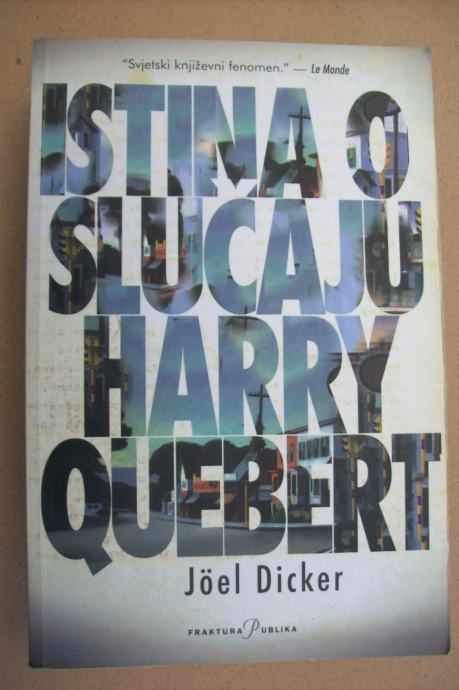 “Svjetski književni fenomen.” — Le Monde
ISTINA O
SLUČAJU
HARRY
QUEBERT
Jöel Dicker
FRAKTURA PUBLIKA